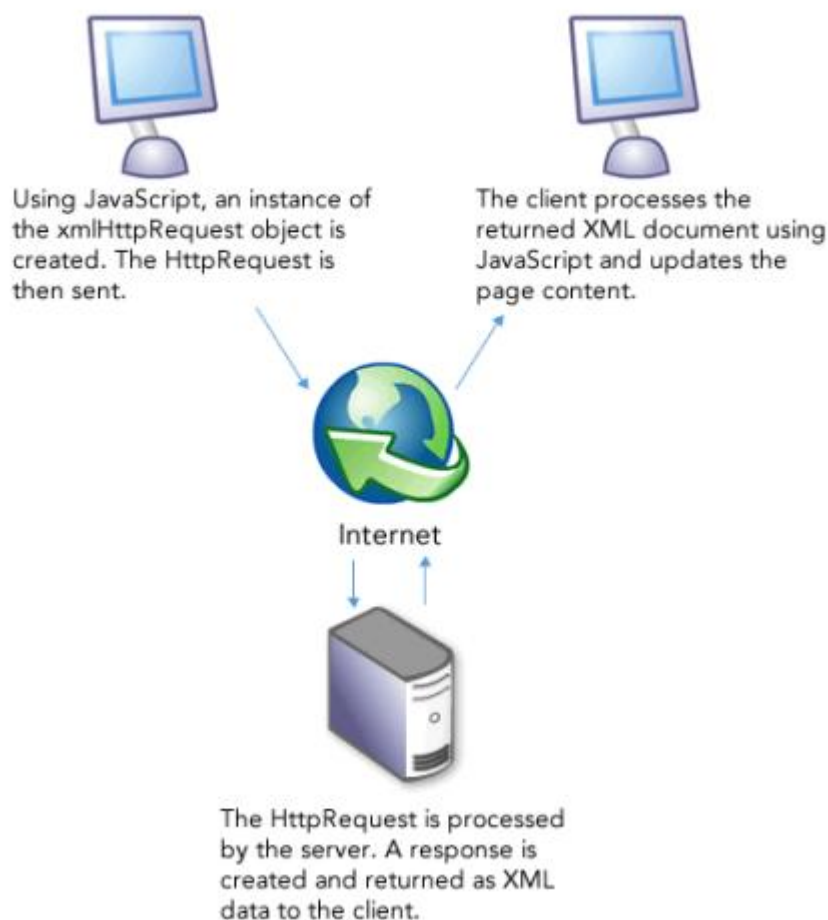 Using JavaScript, an instance of
the xmlHttpRequest object is
created. The HttpRequest is
then sent.
The client processes the
returned XML document using
JavaScript and updates the
page content.
Internet
The HttpRequest is processed
by the server. A response is
created and returned as XML
data to the client.